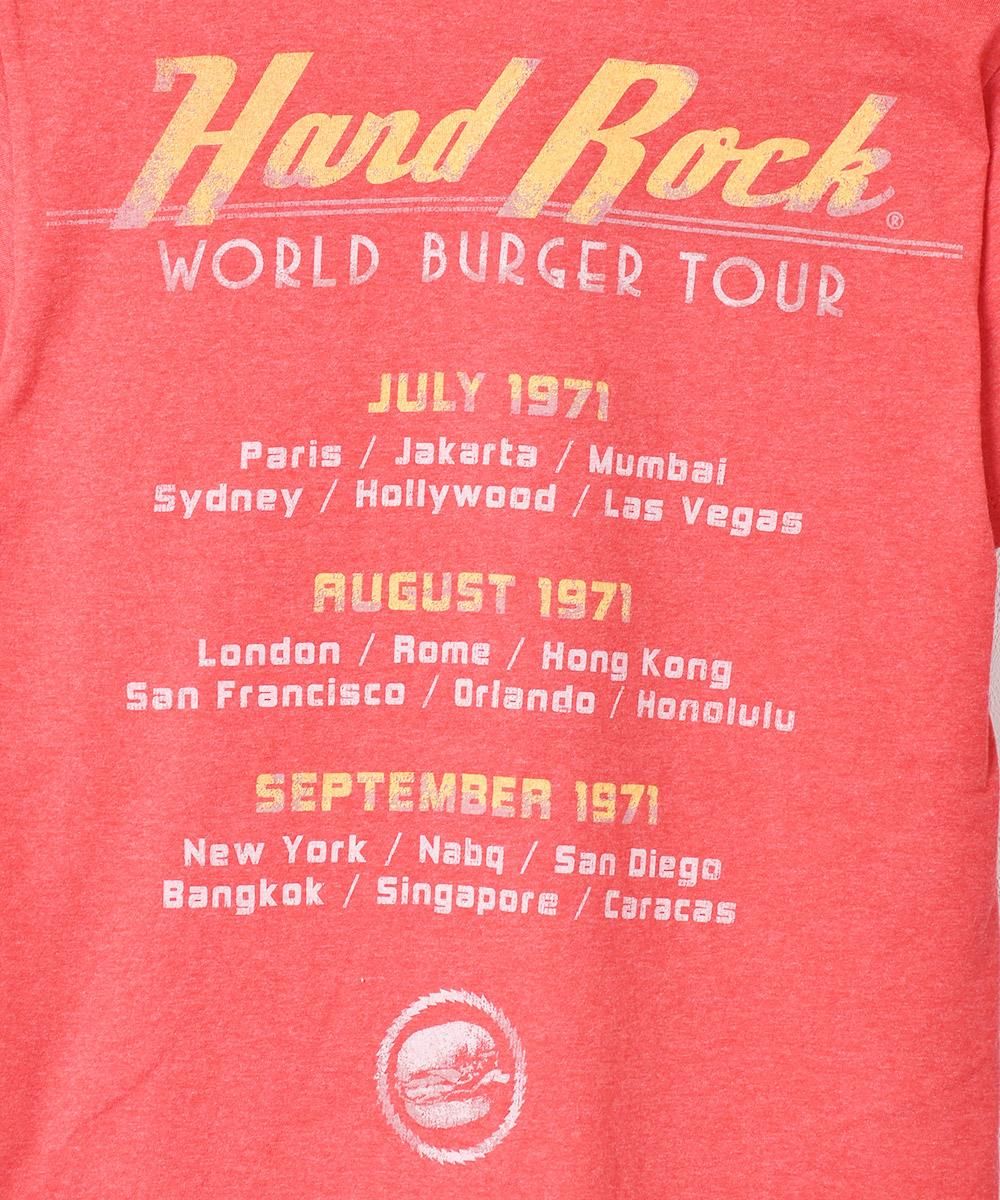 Hard Rock®
WORLD BURGER TOUR
JULY 1971
Paris / Jakarta / Mumbai
Sydney / Hollywood / Las Vegas
AUGUST 1971
London / Rome / Hong Kong
San Francisco / Orlando / Honolulu
SEPTEMBER 1971
New York / Nabq / San Diego
Bangkok / Singapore / Caracas